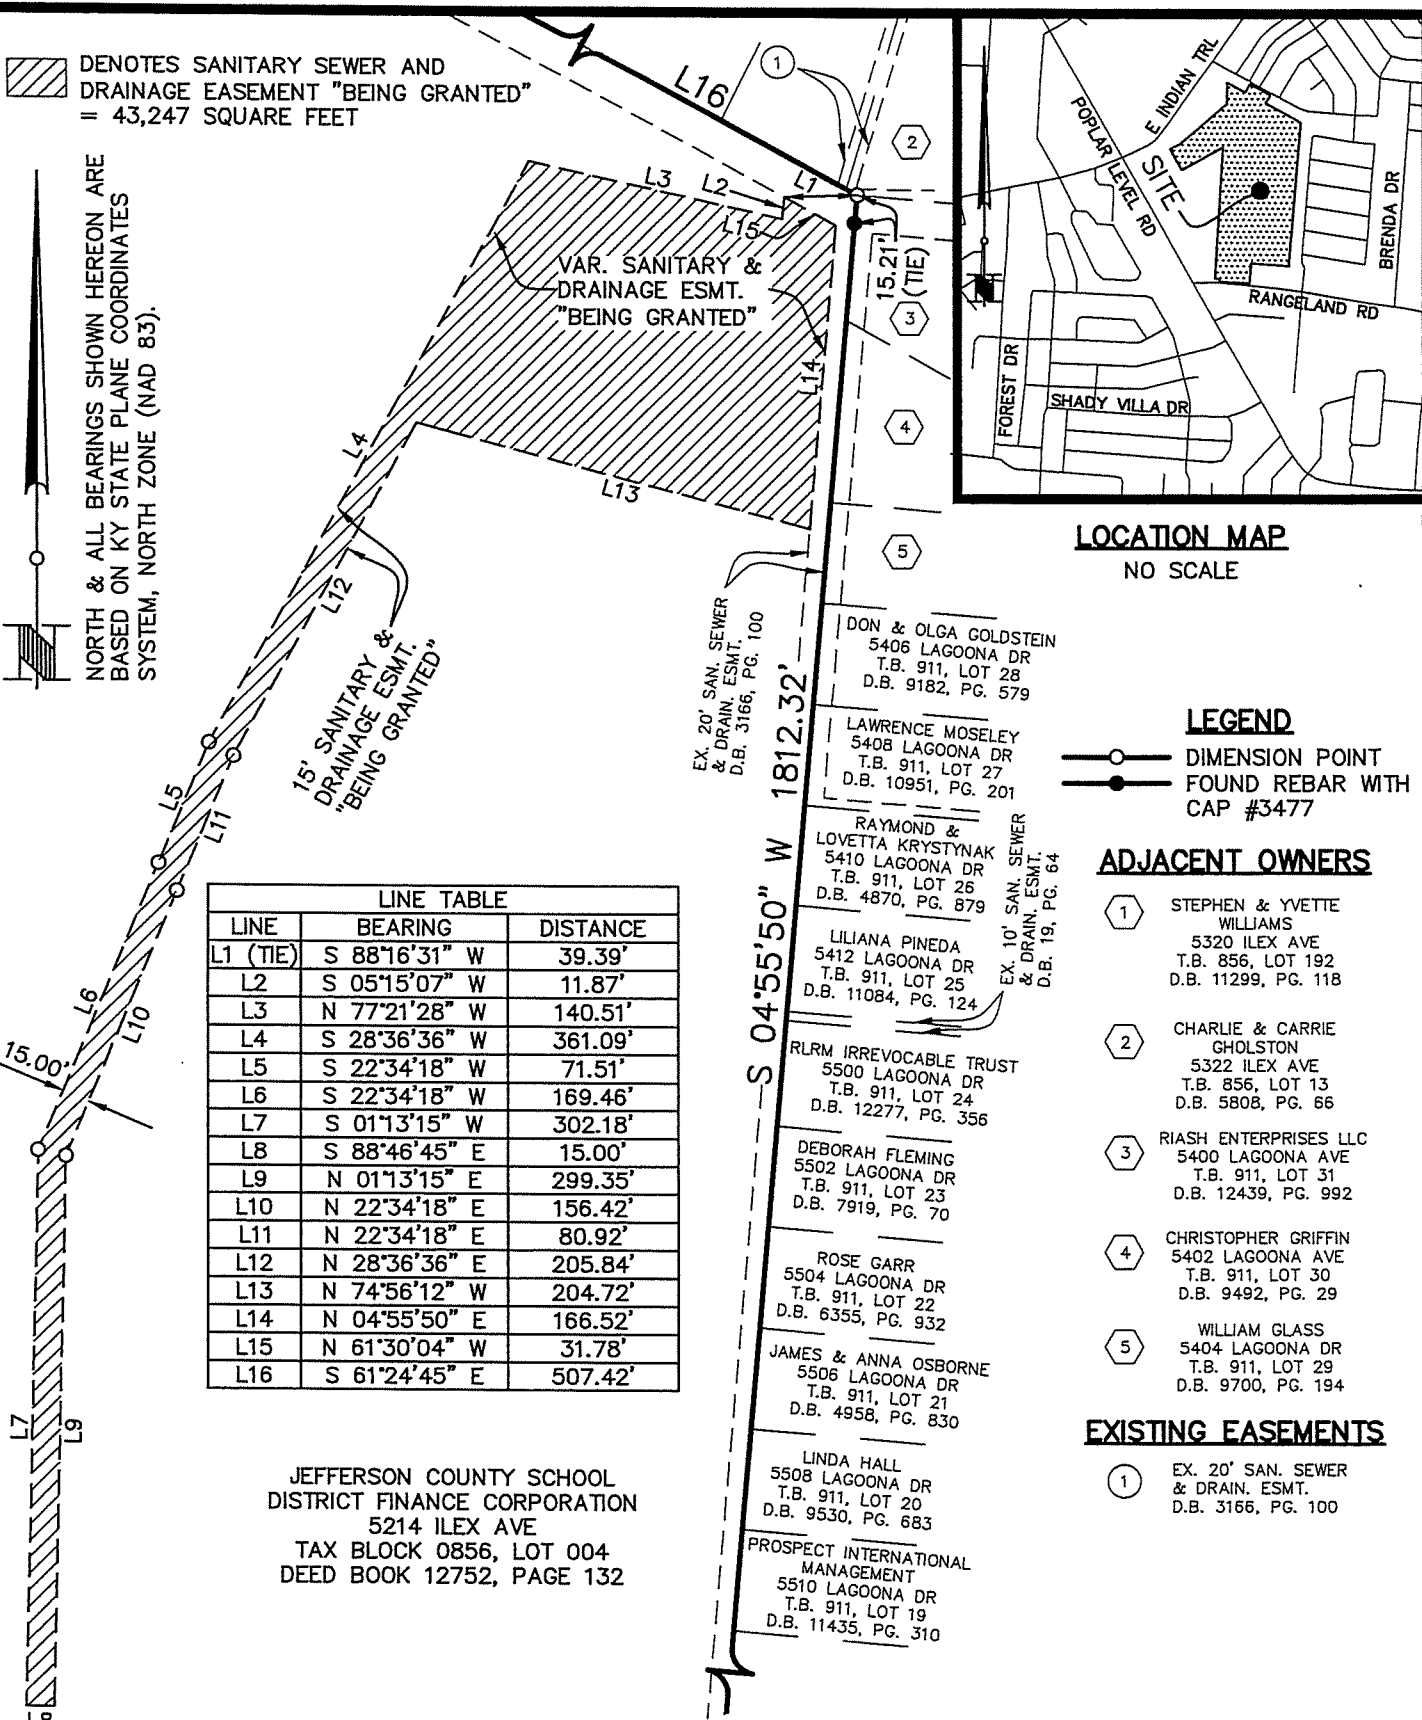 DENOTES SANITARY SEWER AND
DRAINAGE EASEMENT "BEING GRANTED"
= 43,247 SQUARE FEET
NORTH & ALL BEARINGS SHOWN HEREON ARE
BASED ON KY STATE PLANE COORDINATES
SYSTEM, NORTH ZONE (NAD 83).
L16
1
2
L3
L2
L1
L15
15.21'
(TIE)
VAR. SANITARY &
DRAINAGE ESMT.
"BEING GRANTED"
3
L14
4
L4
L13
5
L12
15' SANITARY &
DRAINAGE ESMT.
"BEING GRANTED"
EX. 20' SAN. SEWER
& DRAIN. ESMT.
D.B. 3166, PG. 100
S 04°55'50" W 1812.32'
L5
L11
L6
L10
15.00'
L7
L9
E INDIAN TRL
POPLAR LEVEL RD
SITE
BRENDA DR
RANGELAND RD
FOREST DR
SHADY VILLA DR
LOCATION MAP
NO SCALE
DON & OLGA GOLDSTEIN
5406 LAGOONA DR
T.B. 911, LOT 28
D.B. 9182, PG. 579
LAWRENCE MOSELEY
5408 LAGOONA DR
T.B. 911, LOT 27
D.B. 10951, PG. 201
RAYMOND &
LOVETTA KRYSTYNAK
5410 LAGOONA DR
T.B. 911, LOT 26
D.B. 4870, PG. 879
EX. 10' SAN. SEWER
& DRAIN. ESMT.
D.B. 19, PG. 64
LILIANA PINEDA
5412 LAGOONA DR
T.B. 911, LOT 25
D.B. 11084, PG. 124
RLRM IRREVOCABLE TRUST
5500 LAGOONA DR
T.B. 911, LOT 24
D.B. 12277, PG. 356
DEBORAH FLEMING
5502 LAGOONA DR
T.B. 911, LOT 23
D.B. 7919, PG. 70
ROSE GARR
5504 LAGOONA DR
T.B. 911, LOT 22
D.B. 6355, PG. 932
JAMES & ANNA OSBORNE
5506 LAGOONA DR
T.B. 911, LOT 21
D.B. 4958, PG. 830
LINDA HALL
5508 LAGOONA DR
T.B. 911, LOT 20
D.B. 9530, PG. 683
PROSPECT INTERNATIONAL
MANAGEMENT
5510 LAGOONA DR
T.B. 911, LOT 19
D.B. 11435, PG. 310
LEGEND
DIMENSION POINT
FOUND REBAR WITH
CAP #3477
ADJACENT OWNERS
1 STEPHEN & YVETTE
WILLIAMS
5320 ILEX AVE
T.B. 856, LOT 192
D.B. 11299, PG. 118
2 CHARLIE & CARRIE
GHOLSTON
5322 ILEX AVE
T.B. 856, LOT 13
D.B. 5808, PG. 66
3 RIASH ENTERPRISES LLC
5400 LAGOONA AVE
T.B. 911, LOT 31
D.B. 12439, PG. 992
4 CHRISTOPHER GRIFFIN
5402 LAGOONA AVE
T.B. 911, LOT 30
D.B. 9492, PG. 29
5 WILLIAM GLASS
5404 LAGOONA DR
T.B. 911, LOT 29
D.B. 9700, PG. 194
EXISTING EASEMENTS
1 EX. 20' SAN. SEWER
& DRAIN. ESMT.
D.B. 3166, PG. 100
LINE TABLE
LINE BEARING DISTANCE
L1 (TIE) S 88°16'31" W 39.39'
L2 S 05°15'07" W 11.87'
L3 N 77°21'28" W 140.51'
L4 S 28°36'36" W 361.09'
L5 S 22°34'18" W 71.51'
L6 S 22°34'18" W 169.46'
L7 S 01°13'15" W 302.18'
L8 S 88°46'45" E 15.00'
L9 N 01°13'15" E 299.35'
L10 N 22°34'18" E 156.42'
L11 N 22°34'18" E 80.92'
L12 N 28°36'36" E 205.84'
L13 N 74°56'12" W 204.72'
L14 N 04°55'50" E 166.52'
L15 N 61°30'04" W 31.78'
L16 S 61°24'45" E 507.42'
JEFFERSON COUNTY SCHOOL
DISTRICT FINANCE CORPORATION
5214 ILEX AVE
TAX BLOCK 0856, LOT 004
DEED BOOK 12752, PAGE 132